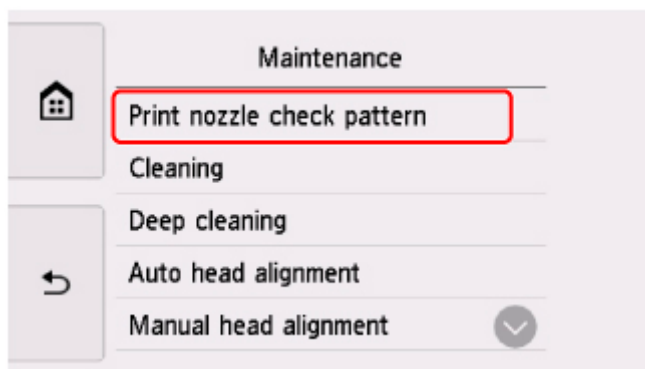 Maintenance
Print nozzle check pattern
Cleaning
Deep cleaning
Auto head alignment
Manual head alignment